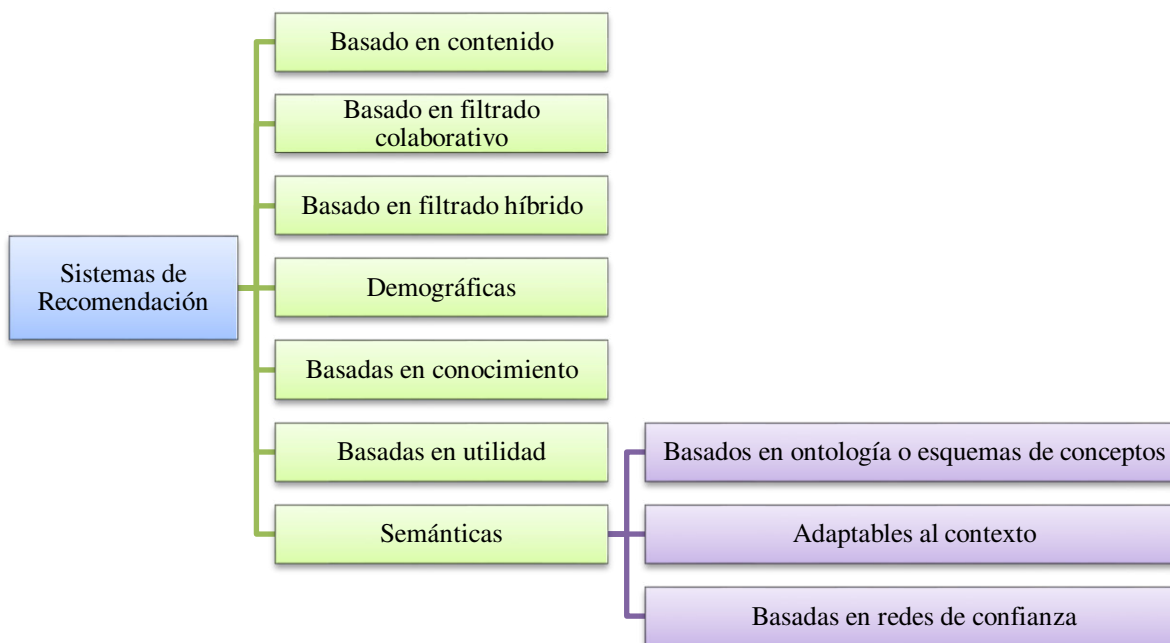 Basado en contenido
Basado en filtrado
colaborativo
Basado en filtrado híbrido
Sistemas de
Recomendación
Demográficas
Basadas en conocimiento
Basadas en utilidad
Semánticas
Basados en ontología o esquemas de conceptos
Adaptables al contexto
Basadas en redes de confianza